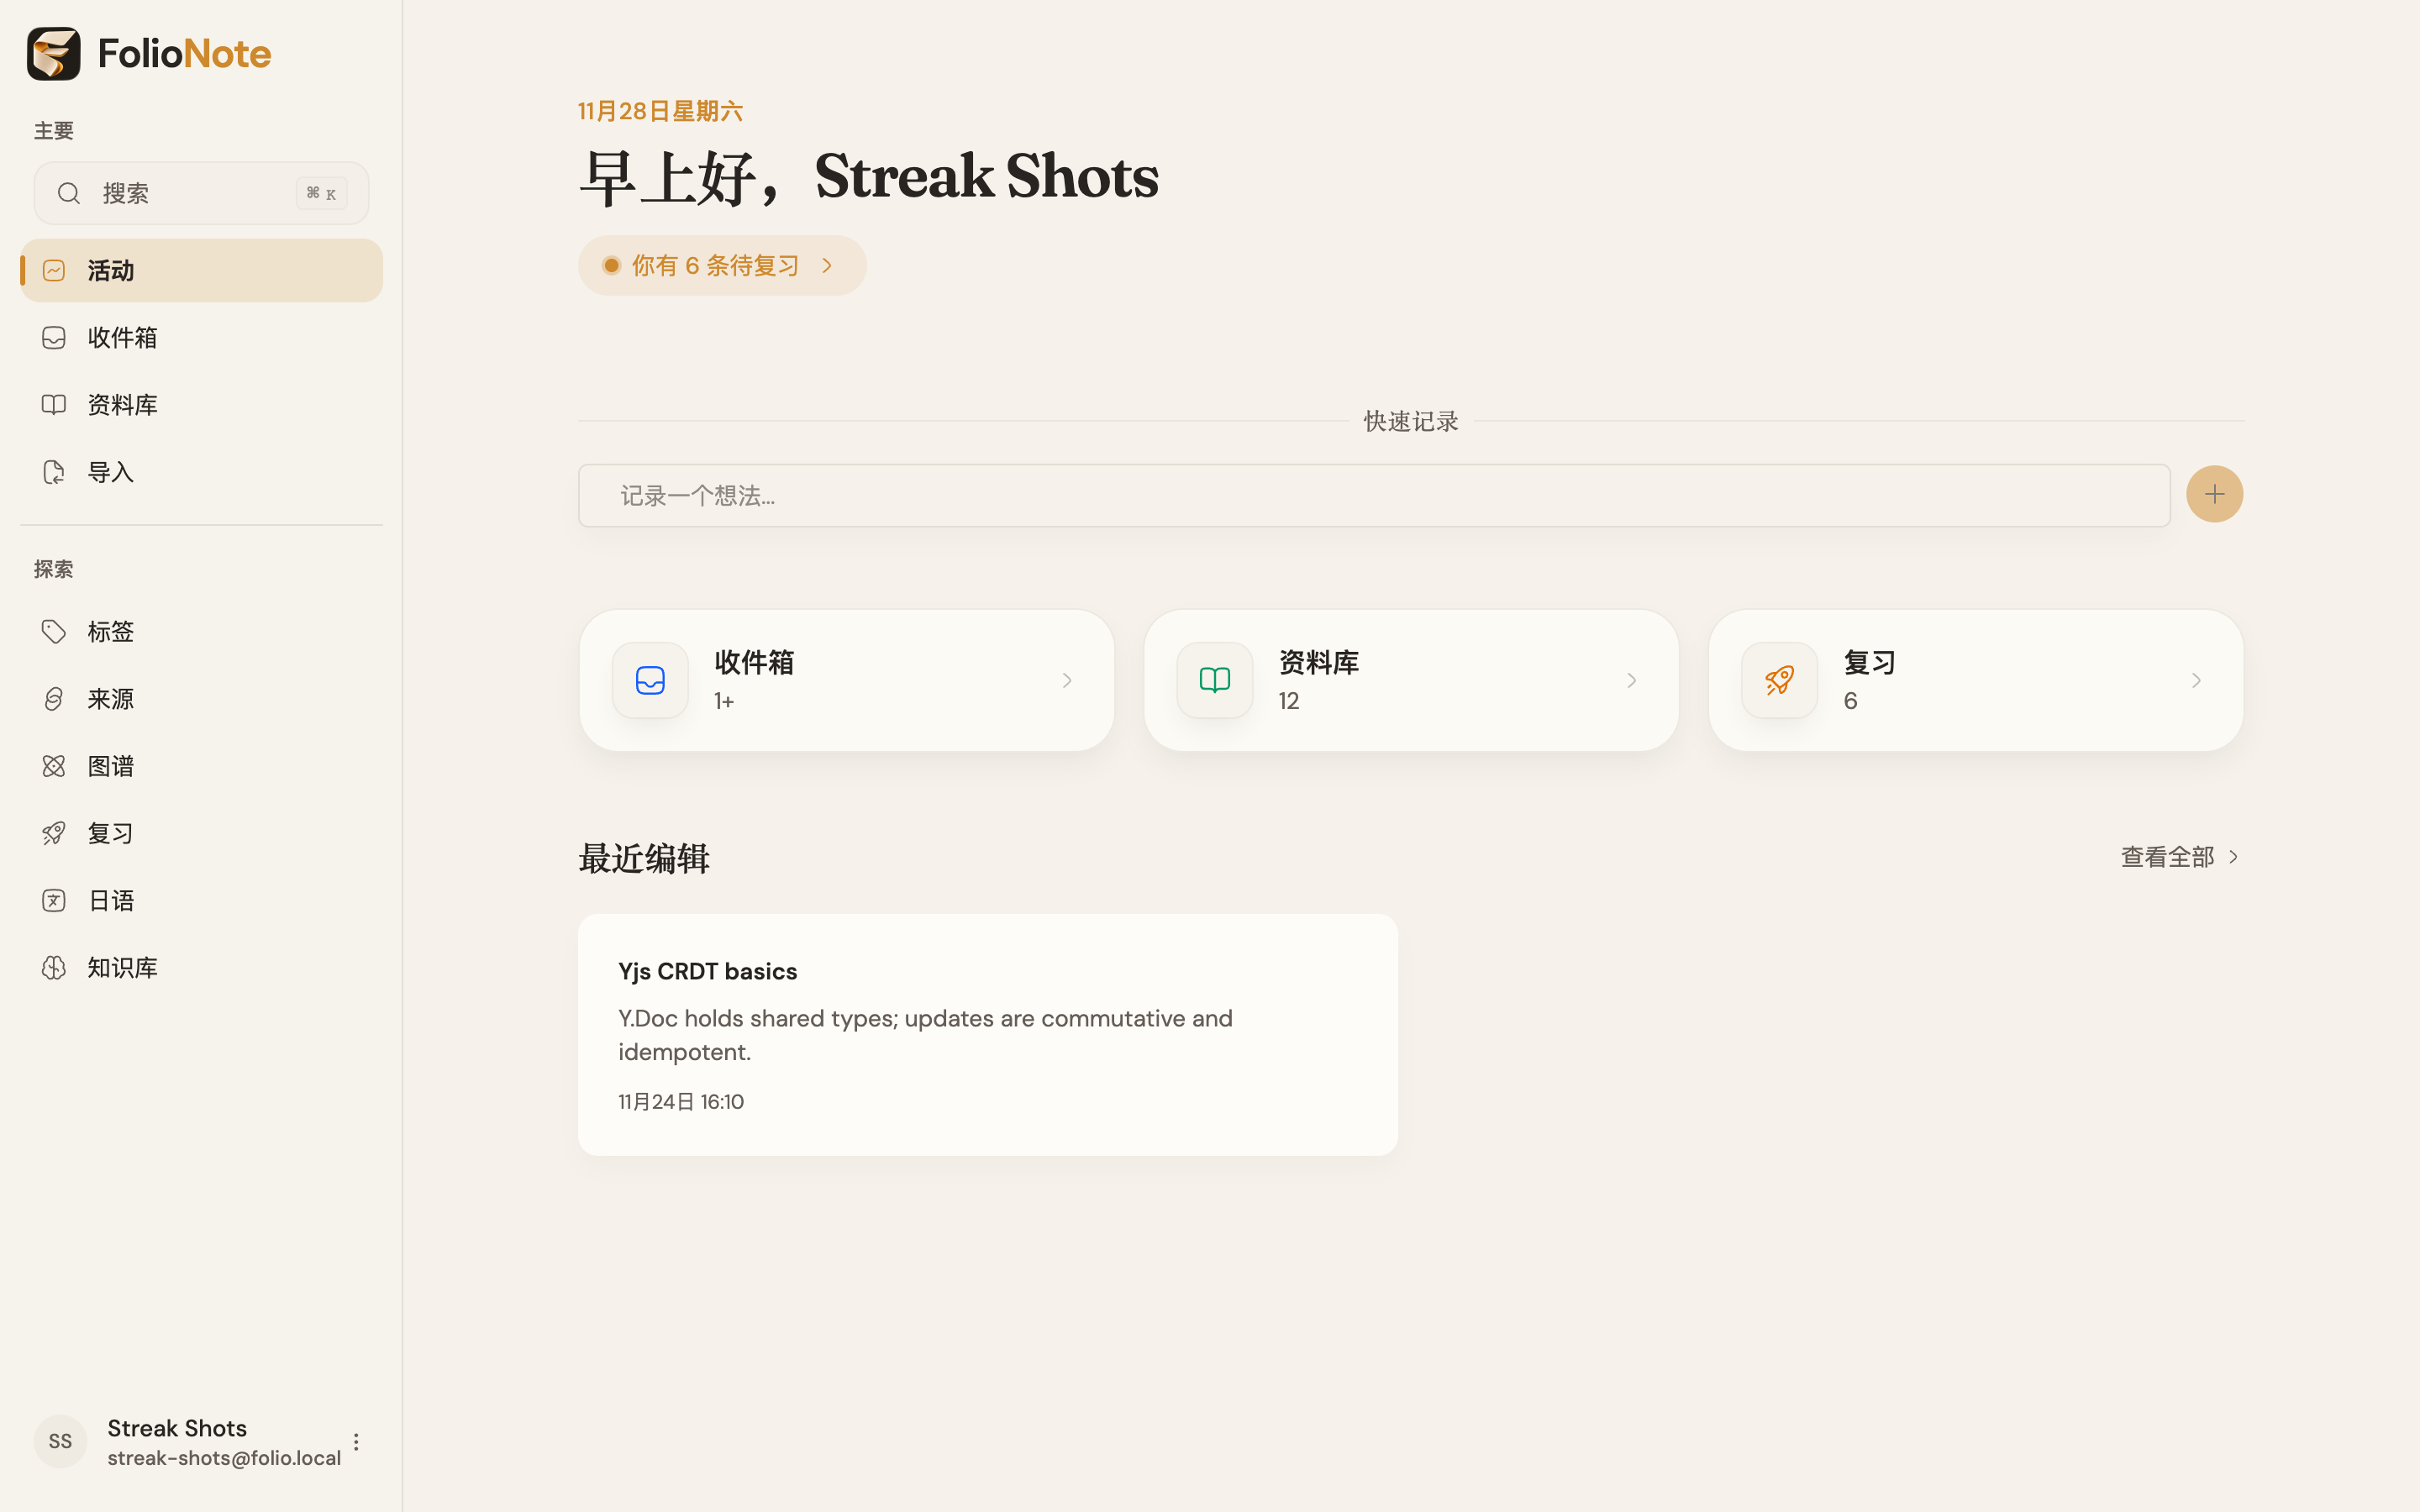 FolioNote
主要
搜索
⌘ K
活动
收件箱
资料库
导入
探索
标签
来源
图谱
复习
日语
知识库
SS
Streak Shots
streak-shots@folio.local
11月28日星期六
早上好，Streak Shots
你有 6 条待复习
快速记录
记录一个想法...
收件箱
1+
资料库
12
复习
6
最近编辑
查看全部
Yjs CRDT basics
Y.Doc holds shared types; updates are commutative and
idempotent.
11月24日 16:10